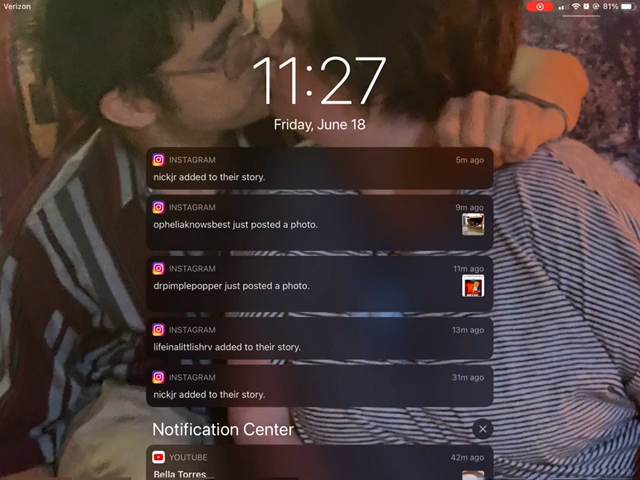 Verizon
81%
11:27
Friday, June 18
INSTAGRAM 5m ago
nickjr added to their story.
INSTAGRAM 9m ago
opheliaknowsbest just posted a photo.
INSTAGRAM 11m ago
drpimplepopper just posted a photo.
INSTAGRAM 13m ago
lifeinalittlishrv added to their story.
INSTAGRAM 31m ago
nickjr added to their story.
Notification Center
YOUTUBE 42m ago
Bella Torres